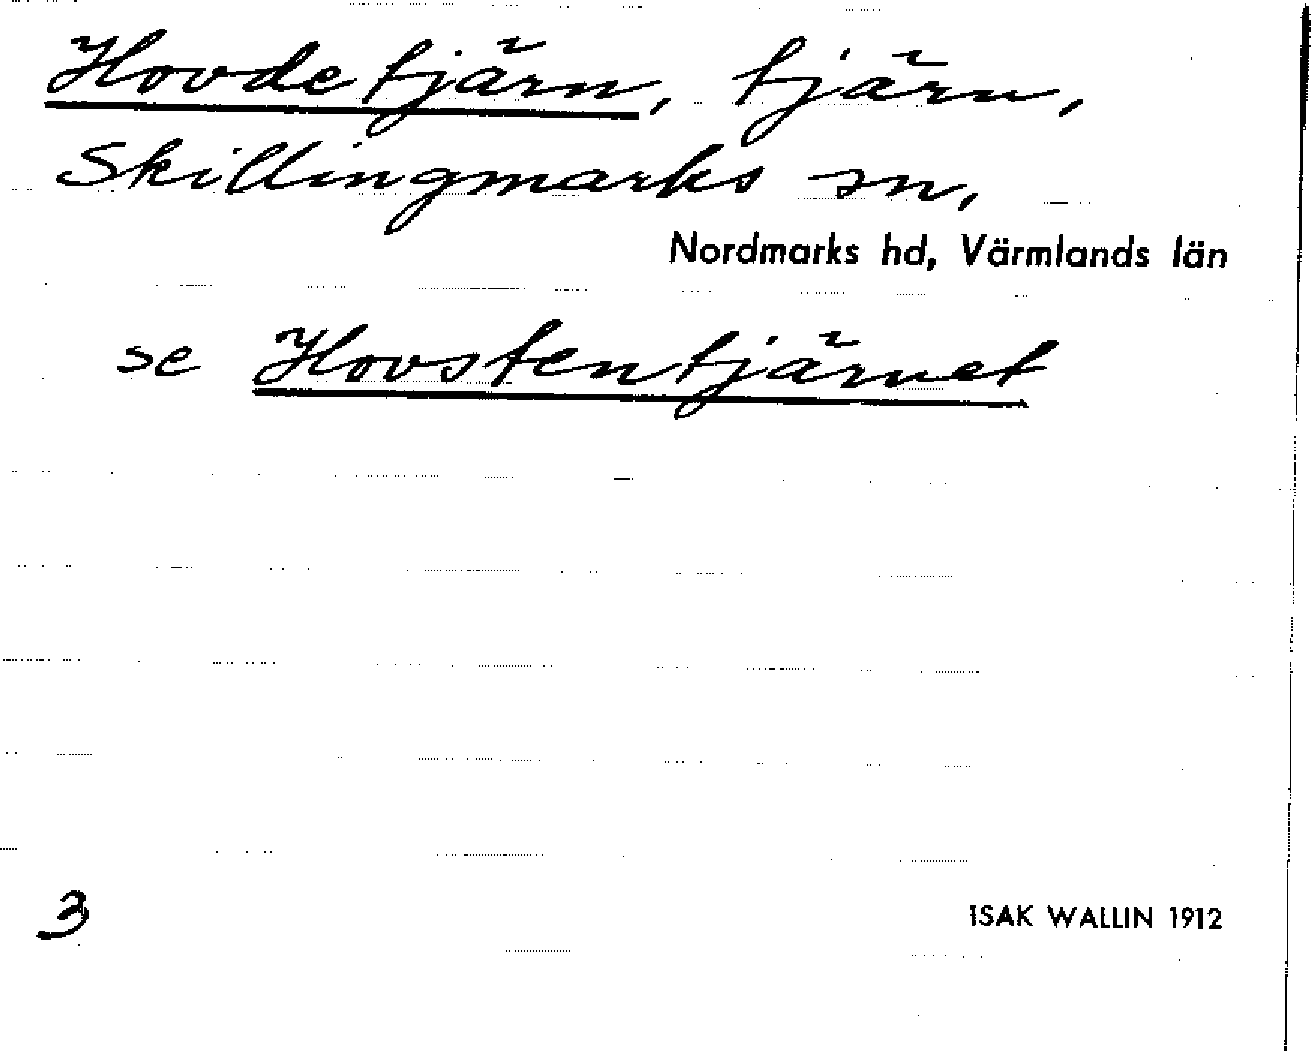 Hovdetjärn, tjärn,
Skillingmarks sn,
Nordmarks hd, Värmlands län
se Hovstentjärnet
3
ISAK WALLIN 1912